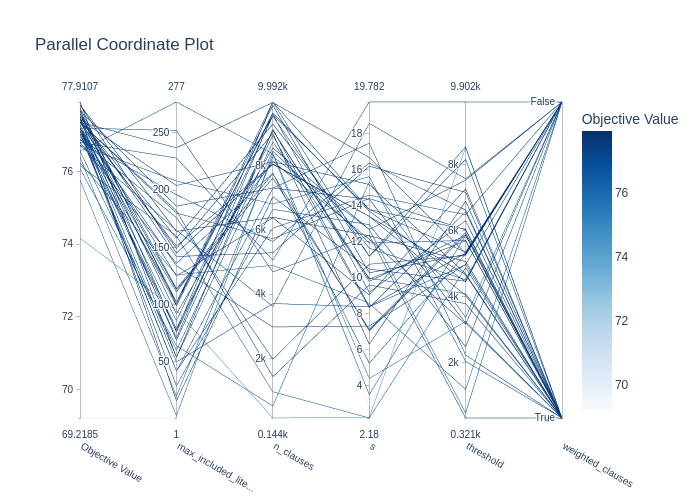 Parallel Coordinate Plot
77.9107 277 9.992k 19.782 9.902k
False
Objective Value
76
74
72
70
250
200
150
100
50
8k
6k
4k
2k
18
16
14
12
10
8
6
4
8k
6k
4k
2k
True
76
74
72
70
69.2185 1 0.144k 2.18 0.321k
Objective Value
max_included_lite...
n_clauses
s
threshold
weighted_clauses